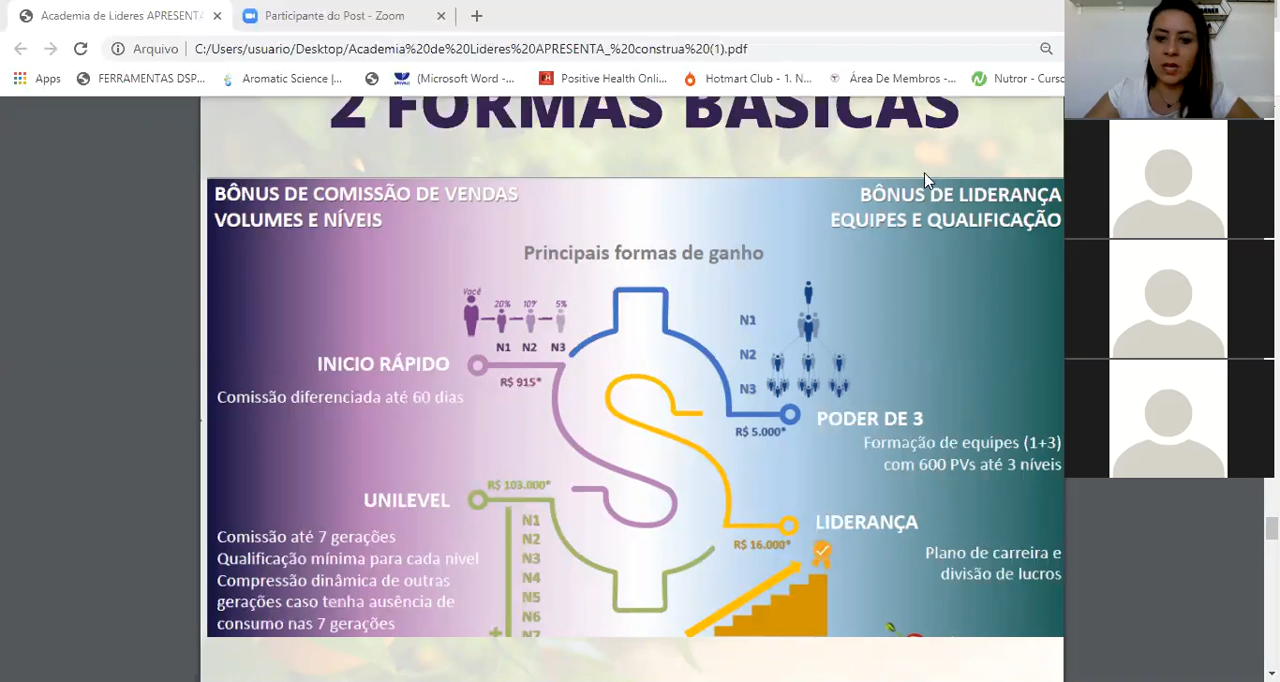 Academia de Lideres APRESENTA
Participante do Post - Zoom
Arquivo
C:/Users/usuario/Desktop/Academia%20de%20Lideres%20APRESENTA_%20construa%20(1).pdf
Apps
FERRAMENTAS DSP...
Aromatic Science |...
(Microsoft Word -...
Positive Health Onli...
Hotmart Club - 1. N...
Área De Membros -...
Nutror - Curso
2 FORMAS BÁSICAS
BÔNUS DE COMISSÃO DE VENDAS
VOLUMES E NÍVEIS
BÔNUS DE LIDERANÇA
EQUIPES E QUALIFICAÇÃO
Principais formas de ganho
Você
20%
10%
5%
N1 N2 N3
INICIO RÁPIDO
R$ 915*
Comissão diferenciada até 60 dias
N1
N2
N3
R$ 5.000*
PODER DE 3
Formação de equipes (1+3)
com 600 PVs até 3 níveis
UNILEVEL
R$ 103.000*
Comissão até 7 gerações
Qualificação mínima para cada nível
Compressão dinâmica de outras
gerações caso tenha ausência de
consumo nas 7 gerações
N1
N2
N3
N4
N5
N6
N7
+
LIDERANÇA
R$ 16.000*
Plano de carreira e
divisão de lucros